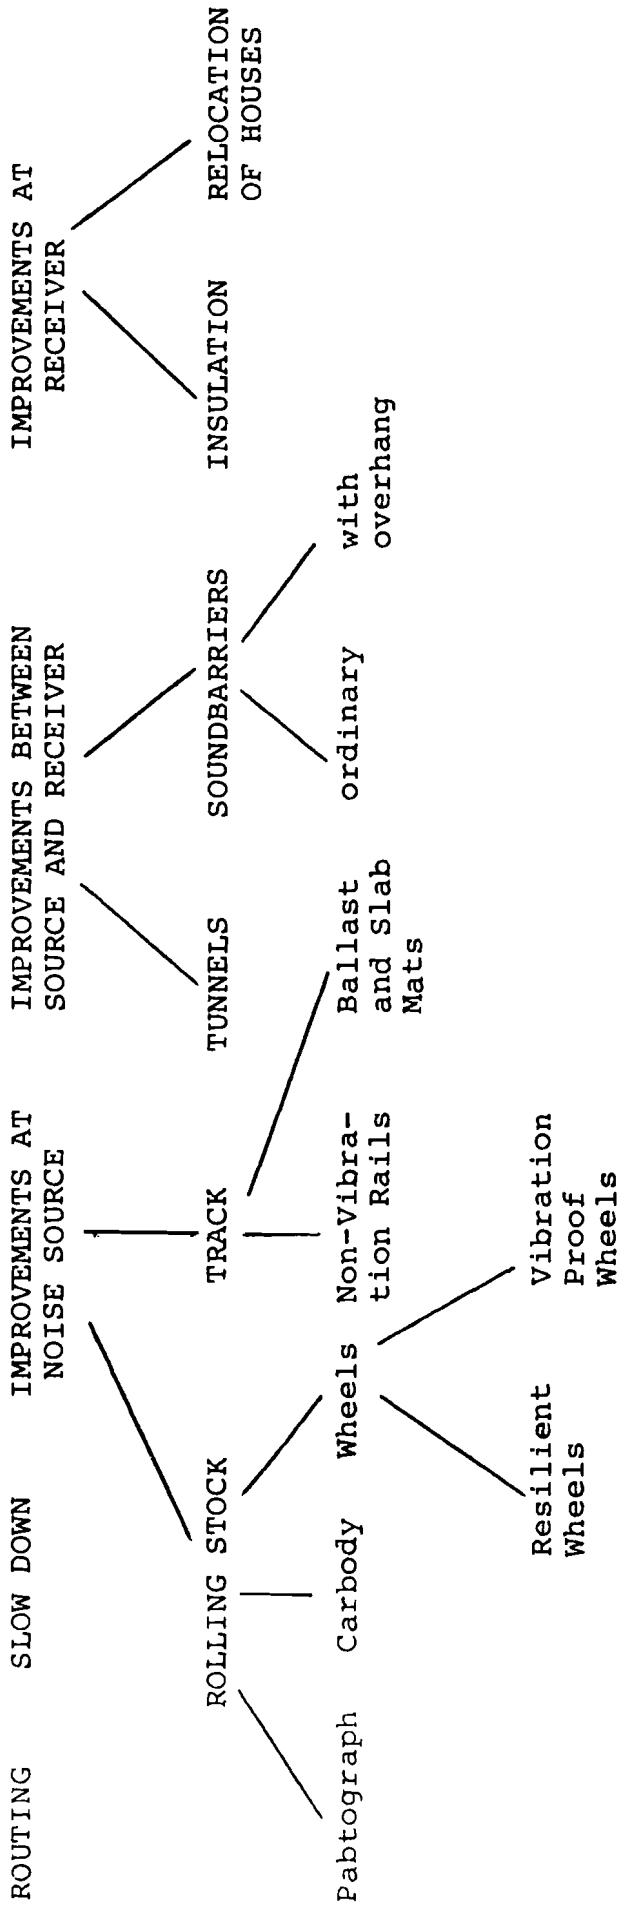 ROUTING
SLOW DOWN
IMPROVEMENTS AT
NOISE SOURCE
IMPROVEMENTS BETWEEN
SOURCE AND RECEIVER
IMPROVEMENTS AT
RECEIVER
ROLLING STOCK
TRACK
TUNNELS
SOUNDBARRIERS
INSULATION
RELOCATION
OF HOUSES
Pabtograph
Carbody
Wheels
Non-Vibra-
tion Rails
Ballast
and Slab
Mats
ordinary
with
overhang
Resilient
Wheels
Vibration
Proof
Wheels